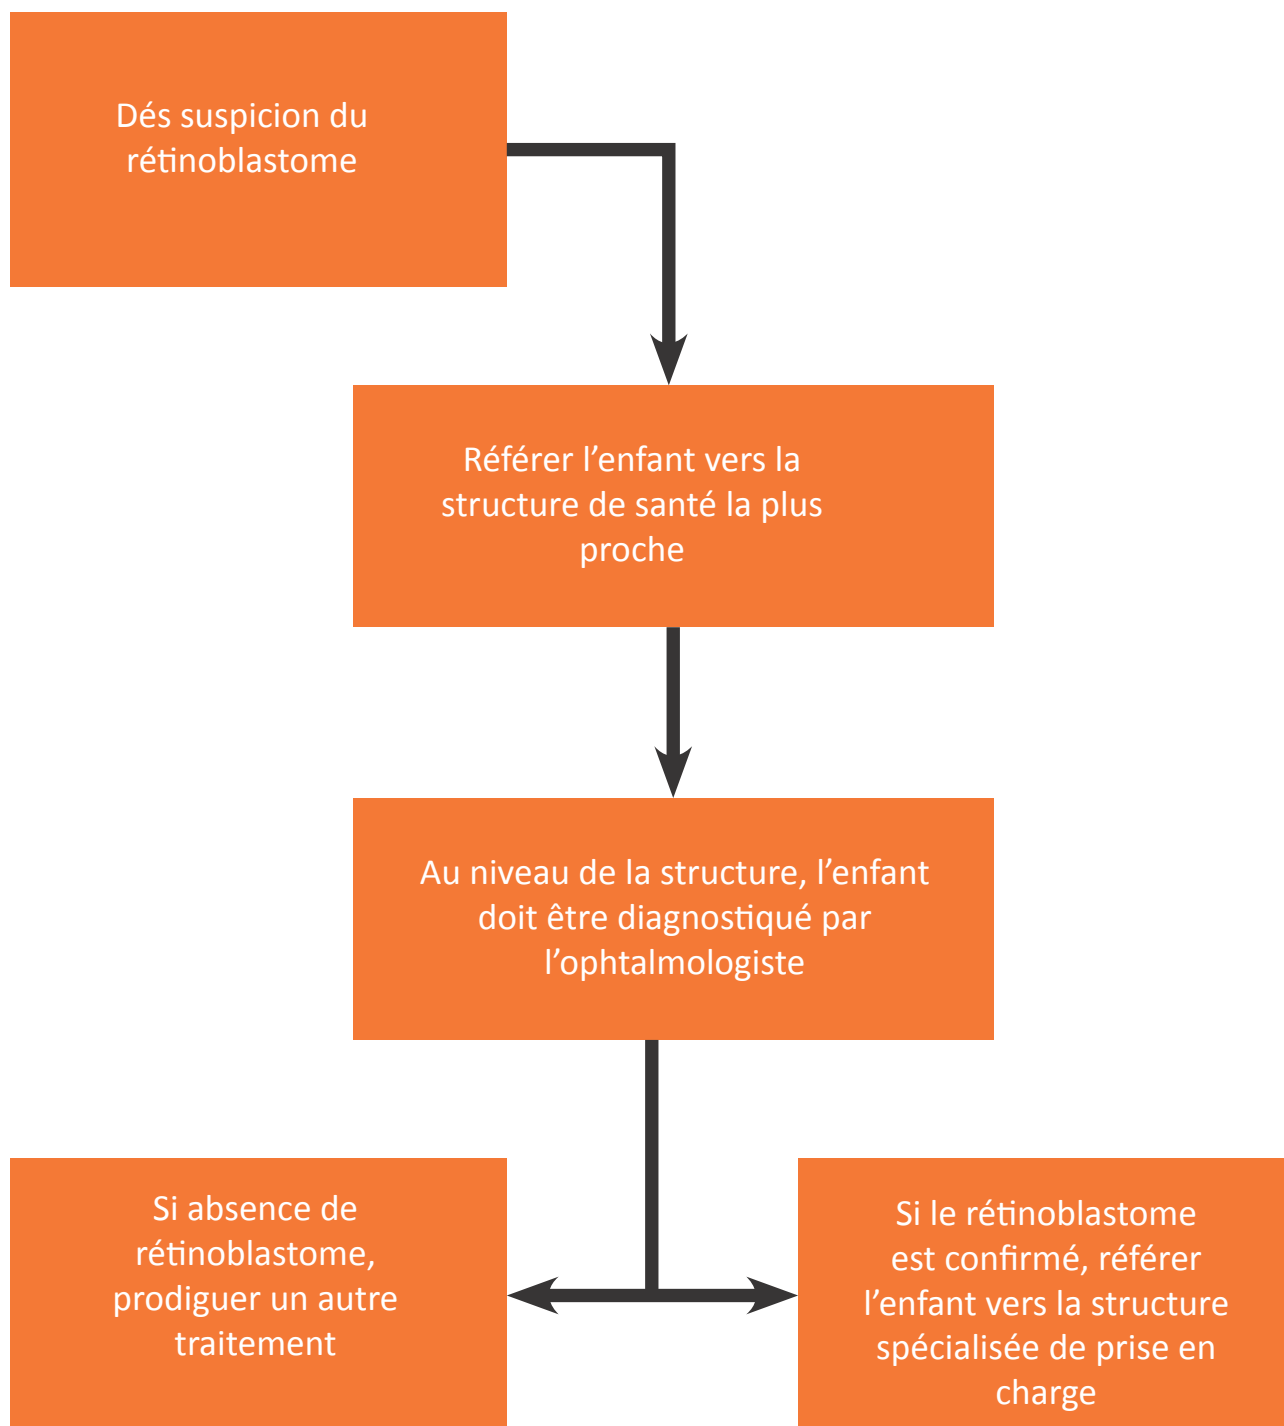 Dés suspicion du
rétinoblastome
Référer l’enfant vers la
structure de santé la plus
proche
Au niveau de la structure, l’enfant
doit être diagnostiqué par
l’ophtalmologiste
Si absence de
rétinoblastome,
prodiguer un autre
traitement
Si le rétinoblastome
est confirmé, référer
l’enfant vers la structure
spécialisée de prise en
charge